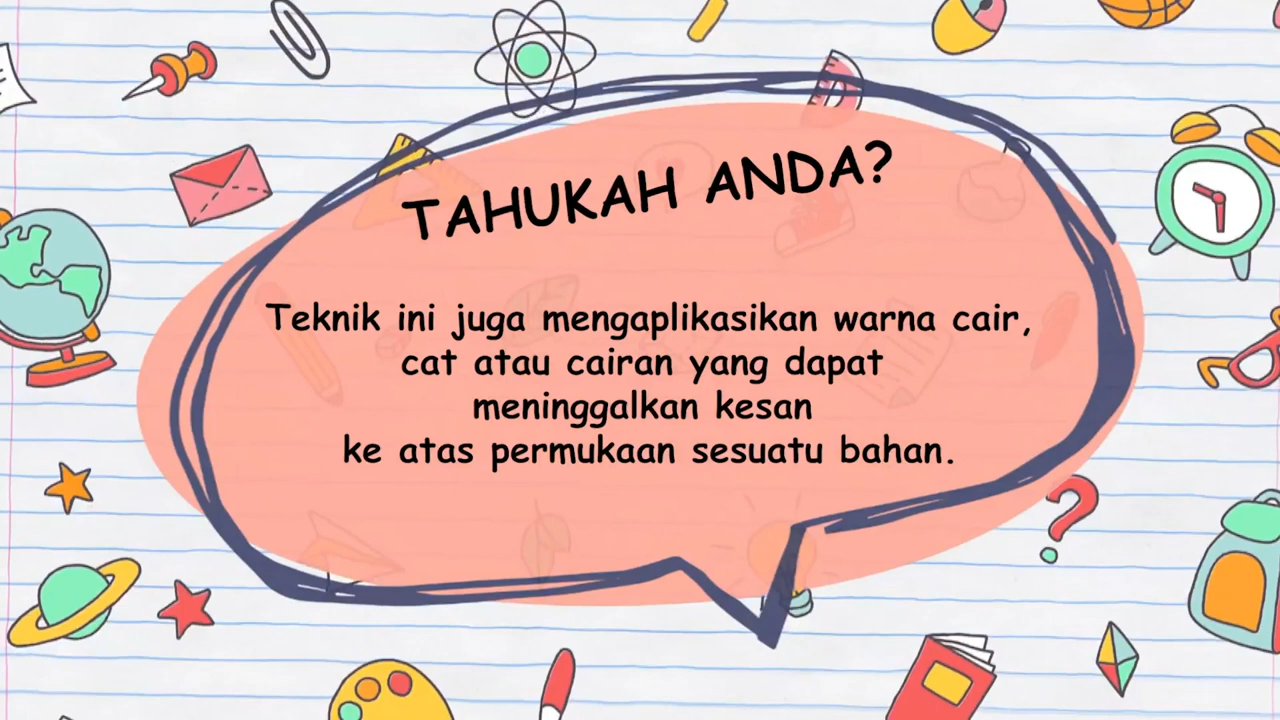 TAHUKAH ANDA?
Teknik ini juga mengaplikasikan warna cair,
cat atau cairan yang dapat
meninggalkan kesan
ke atas permukaan sesuatu bahan.